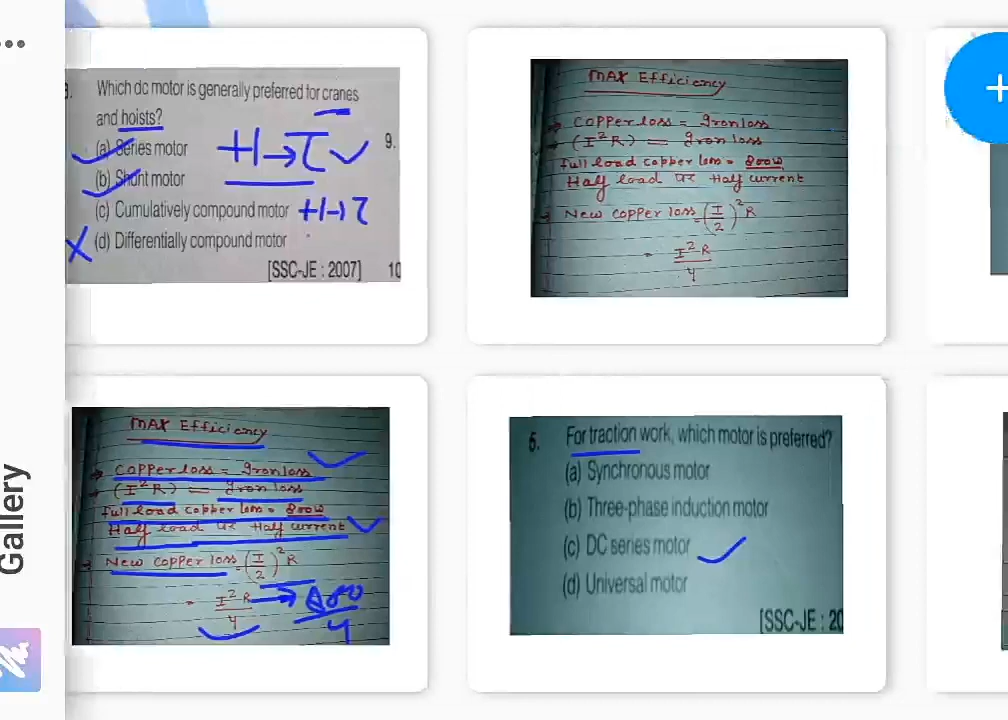 Gallery
3. Which dc motor is generally preferred for cranes
and hoists?
(a) Series motor
(b) Shunt motor
(c) Cumulatively compound motor
(d) Differentially compound motor
[SSC-JE : 2007]
9.
10
MAX Efficiency
→ Copper loss = Iron loss
→ (I²R) = Iron loss
full load copper loss = 800W
Half load पर Half current
→ New copper loss = (I/2)²R
= I²R/4
MAX Efficiency
→ Copper loss = Iron loss
→ (I²R) = Iron loss
full load copper loss = 800W
Half load पर Half current
→ New copper loss = (I/2)²R
= I²R/4 → 800/4
5. For traction work, which motor is preferred?
(a) Synchronous motor
(b) Three-phase induction motor
(c) DC series motor
(d) Universal motor
[SSC-JE : 20